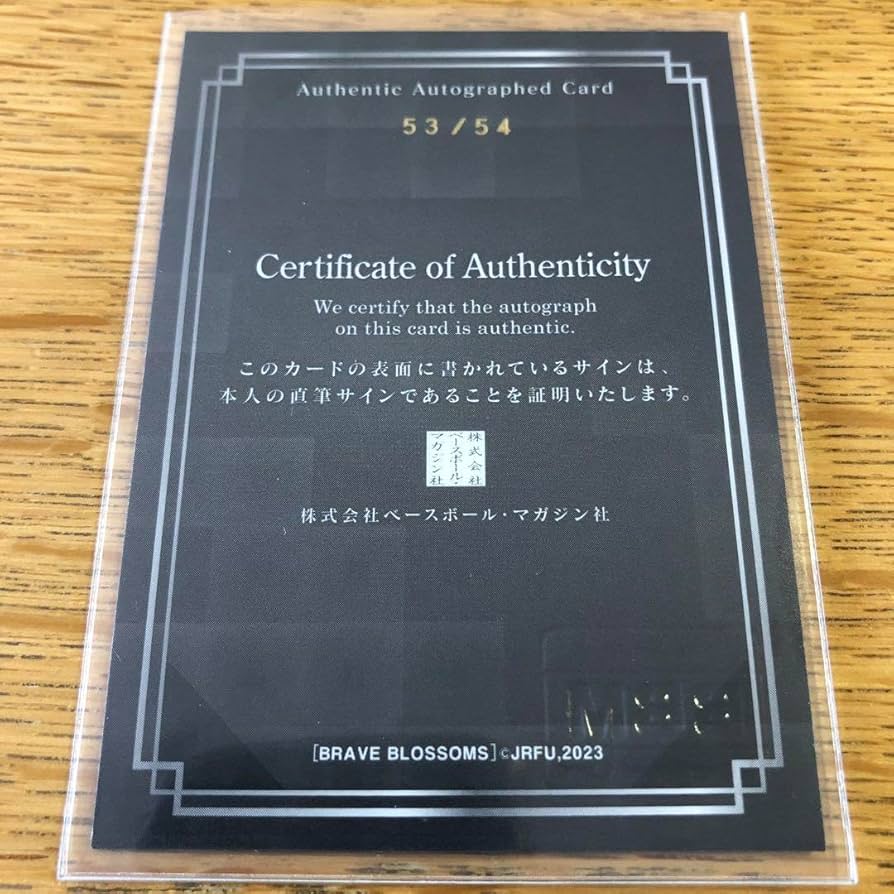 Authentic Autographed Card
53/54
Certificate of Authenticity
We certify that the autograph
on this card is authentic.
このカードの表面に書かれているサインは、
本人の直筆サインであることを証明いたします。
株式会社
ベースボール・
マガジン社
株式会社ベースボール・マガジン社
[BRAVE BLOSSOMS]©JRFU,2023